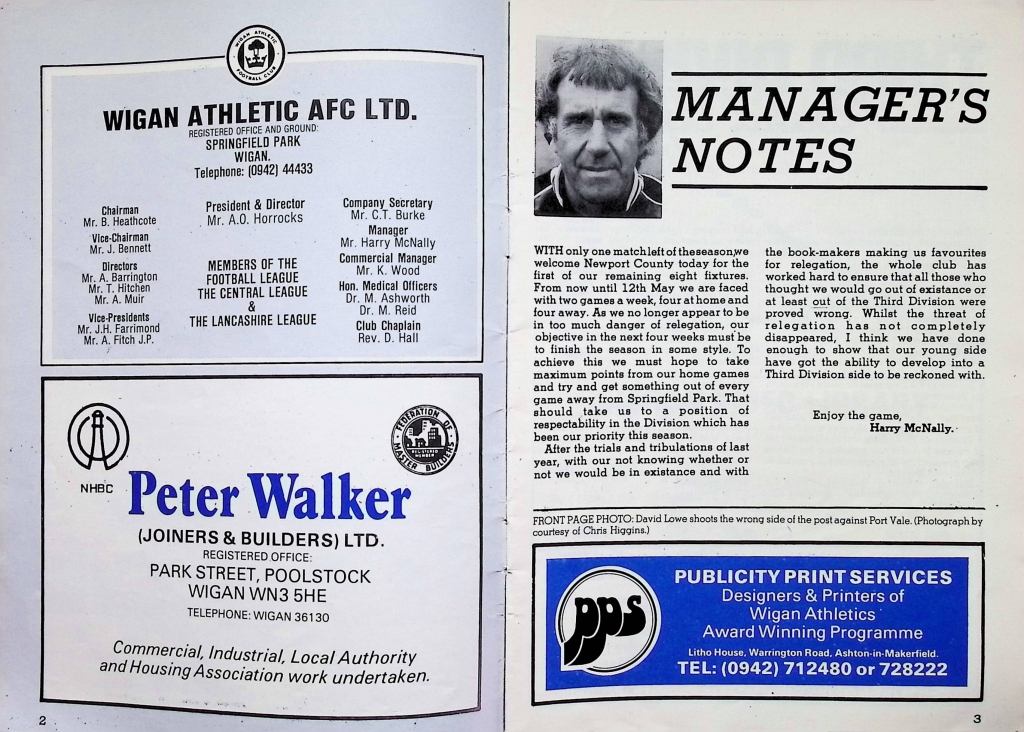 WIGAN ATHLETIC
FOOTBALL CLUB
WIGAN ATHLETIC AFC LTD.
REGISTERED OFFICE AND GROUND:
SPRINGFIELD PARK
WIGAN.
Telephone: (0942) 44433
Chairman
Mr. B. Heathcote
Vice-Chairman
Mr. J. Bennett
Directors
Mr. A. Barrington
Mr. T. Hitchen
Mr. A. Muir
Vice-Presidents
Mr. J.H. Farrimond
Mr. A. Fitch J.P.
President & Director
Mr. A.O. Horrocks
MEMBERS OF THE
FOOTBALL LEAGUE
THE CENTRAL LEAGUE
&
THE LANCASHIRE LEAGUE
Company Secretary
Mr. C.T. Burke
Manager
Mr. Harry McNally
Commercial Manager
Mr. K. Wood
Hon. Medical Officers
Dr. M. Ashworth
Dr. M. Reid
Club Chaplain
Rev. D. Hall
NHBC
FEDERATION OF
MASTER BUILDERS
REGISTERED
MEMBER
Peter Walker
(JOINERS & BUILDERS) LTD.
REGISTERED OFFICE:
PARK STREET, POOLSTOCK
WIGAN WN3 5HE
TELEPHONE: WIGAN 36130
Commercial, Industrial, Local Authority
and Housing Association work undertaken.
2
MANAGER'S
NOTES
WITH only one match left of the season, we
welcome Newport County today for the
first of our remaining eight fixtures.
From now until 12th May we are faced
with two games a week, four at home and
four away. As we no longer appear to be
in too much danger of relegation, our
objective in the next four weeks must be
to finish the season in some style. To
achieve this we must hope to take
maximum points from our home games
and try and get something out of every
game away from Springfield Park. That
should take us to a position of
respectability in the Division which has
been our priority this season.
After the trials and tribulations of last
year, with our not knowing whether or
not we would be in existance and with
the book-makers making us favourites
for relegation, the whole club has
worked hard to ensure that all those who
thought we would go out of existance or
at least out of the Third Division were
proved wrong. Whilst the threat of
relegation has not completely
disappeared, I think we have done
enough to show that our young side
have got the ability to develop into a
Third Division side to be reckoned with.
Enjoy the game,
Harry McNally.
FRONT PAGE PHOTO: David Lowe shoots the wrong side of the post against Port Vale. (Photograph by
courtesy of Chris Higgins.)
pps
PUBLICITY PRINT SERVICES
Designers & Printers of
Wigan Athletics
Award Winning Programme
Litho House, Warrington Road, Ashton-in-Makerfield.
TEL: (0942) 712480 or 728222
3